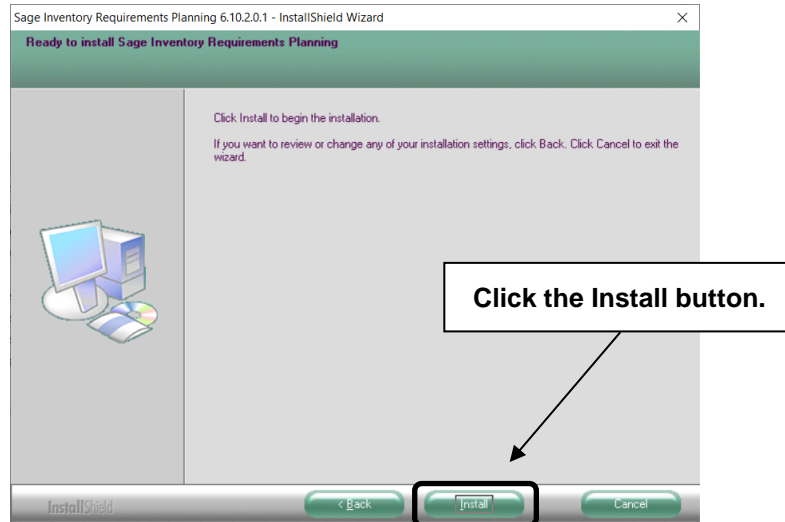 Sage Inventory Requirements Planning 6.10.2.0.1 - InstallShield Wizard
Ready to install Sage Inventory Requirements Planning
Click Install to begin the installation.
If you want to review or change any of your installation settings, click Back. Click Cancel to exit the
wizard.
Click the Install button.
InstallShield
< Back
Install
Cancel